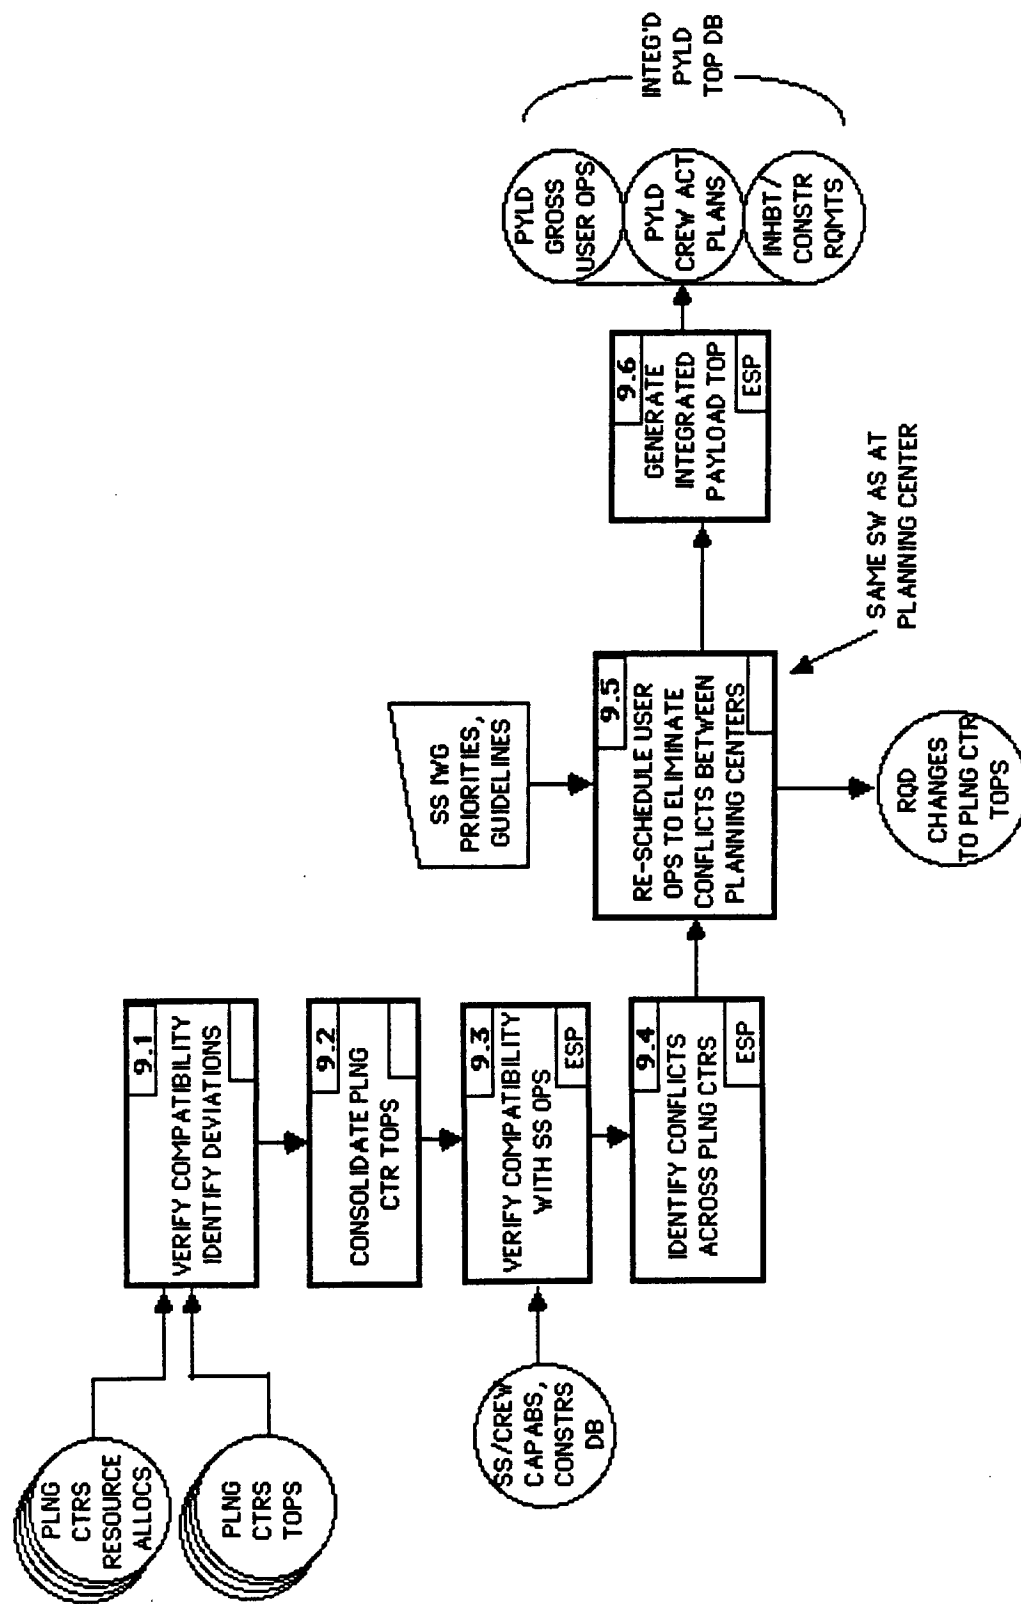 PLNG
CTRS
RESOURCE
ALLOCS
PLNG
CTRS
TOPS
9.1
VERIFY COMPATIBILITY
IDENTIFY DEVIATIONS
9.2
CONSOLIDATE PLNG
CTR TOPS
SS/CREW
CAPABS,
CONSTRS
DB
9.3
VERIFY COMPATIBILITY
WITH SS OPS
ESP
9.4
IDENTIFY CONFLICTS
ACROSS PLNG CTRS
ESP
SS IWG
PRIORITIES,
GUIDELINES
9.5
RE-SCHEDULE USER
OPS TO ELIMINATE
CONFLICTS BETWEEN
PLANNING CENTERS
RQD
CHANGES
TO PLNG CTR
TOPS
SAME SW AS AT
PLANNING CENTER
9.6
GENERATE
INTEGRATED
PAYLOAD TOP
ESP
PYLD
GROSS
USER OPS
PYLD
CREW ACT
PLANS
INHBT/
CONSTR
RQMTS
INTEG'D
PYLD
TOP DB